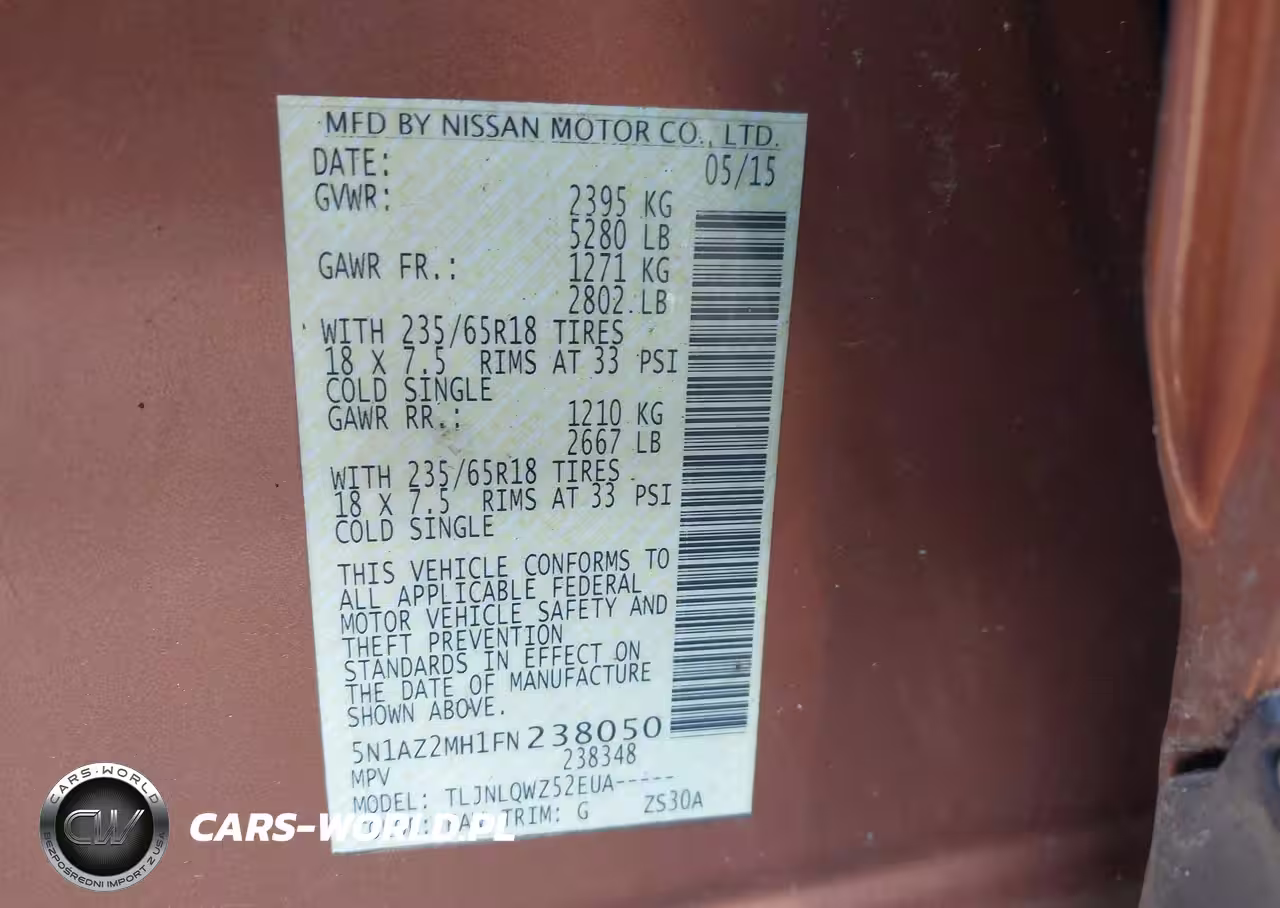 MFD BY NISSAN MOTOR CO., LTD.
DATE: 05/15
GVWR: 2395 KG
5280 LB
GAWR FR.: 1271 KG
2802 LB
WITH 235/65R18 TIRES
18 X 7.5 RIMS AT 33 PSI
COLD SINGLE
GAWR RR.: 1210 KG
2667 LB
WITH 235/65R18 TIRES
18 X 7.5 RIMS AT 33 PSI
COLD SINGLE
THIS VEHICLE CONFORMS TO
ALL APPLICABLE FEDERAL
MOTOR VEHICLE SAFETY AND
THEFT PREVENTION
STANDARDS IN EFFECT ON
THE DATE OF MANUFACTURE
SHOWN ABOVE.
5N1AZ2MH1FN238050
238348
MPV
MODEL: TLJNLQWZ52EUA-----
TRIM: G ZS30A
CARS-WORLD
CW
BEZPOŚREDNI IMPORT Z USA
CARS-WORLD.PL